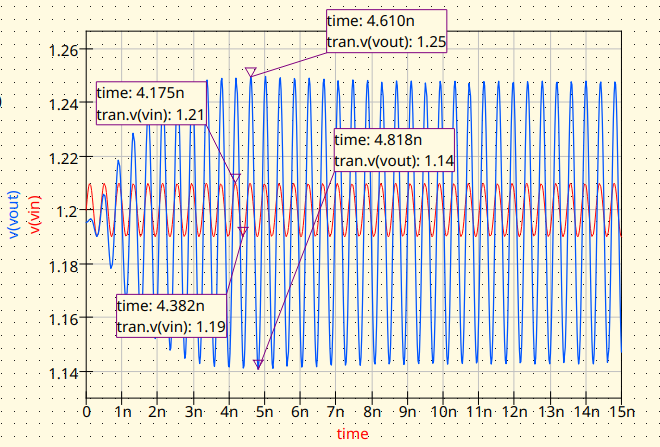 time: 4.610n
tran.v(vout): 1.25
1.26
time: 4.175n
tran.v(vin): 1.21
1.24
time: 4.818n
tran.v(vout): 1.14
1.22
1.2
1.18
time: 4.382n
tran.v(vin): 1.19
1.16
1.14
v(vout)
v(vin)
0 1n 2n 3n 4n 5n 6n 7n 8n 9n 10n 11n 12n 13n 14n 15n
time